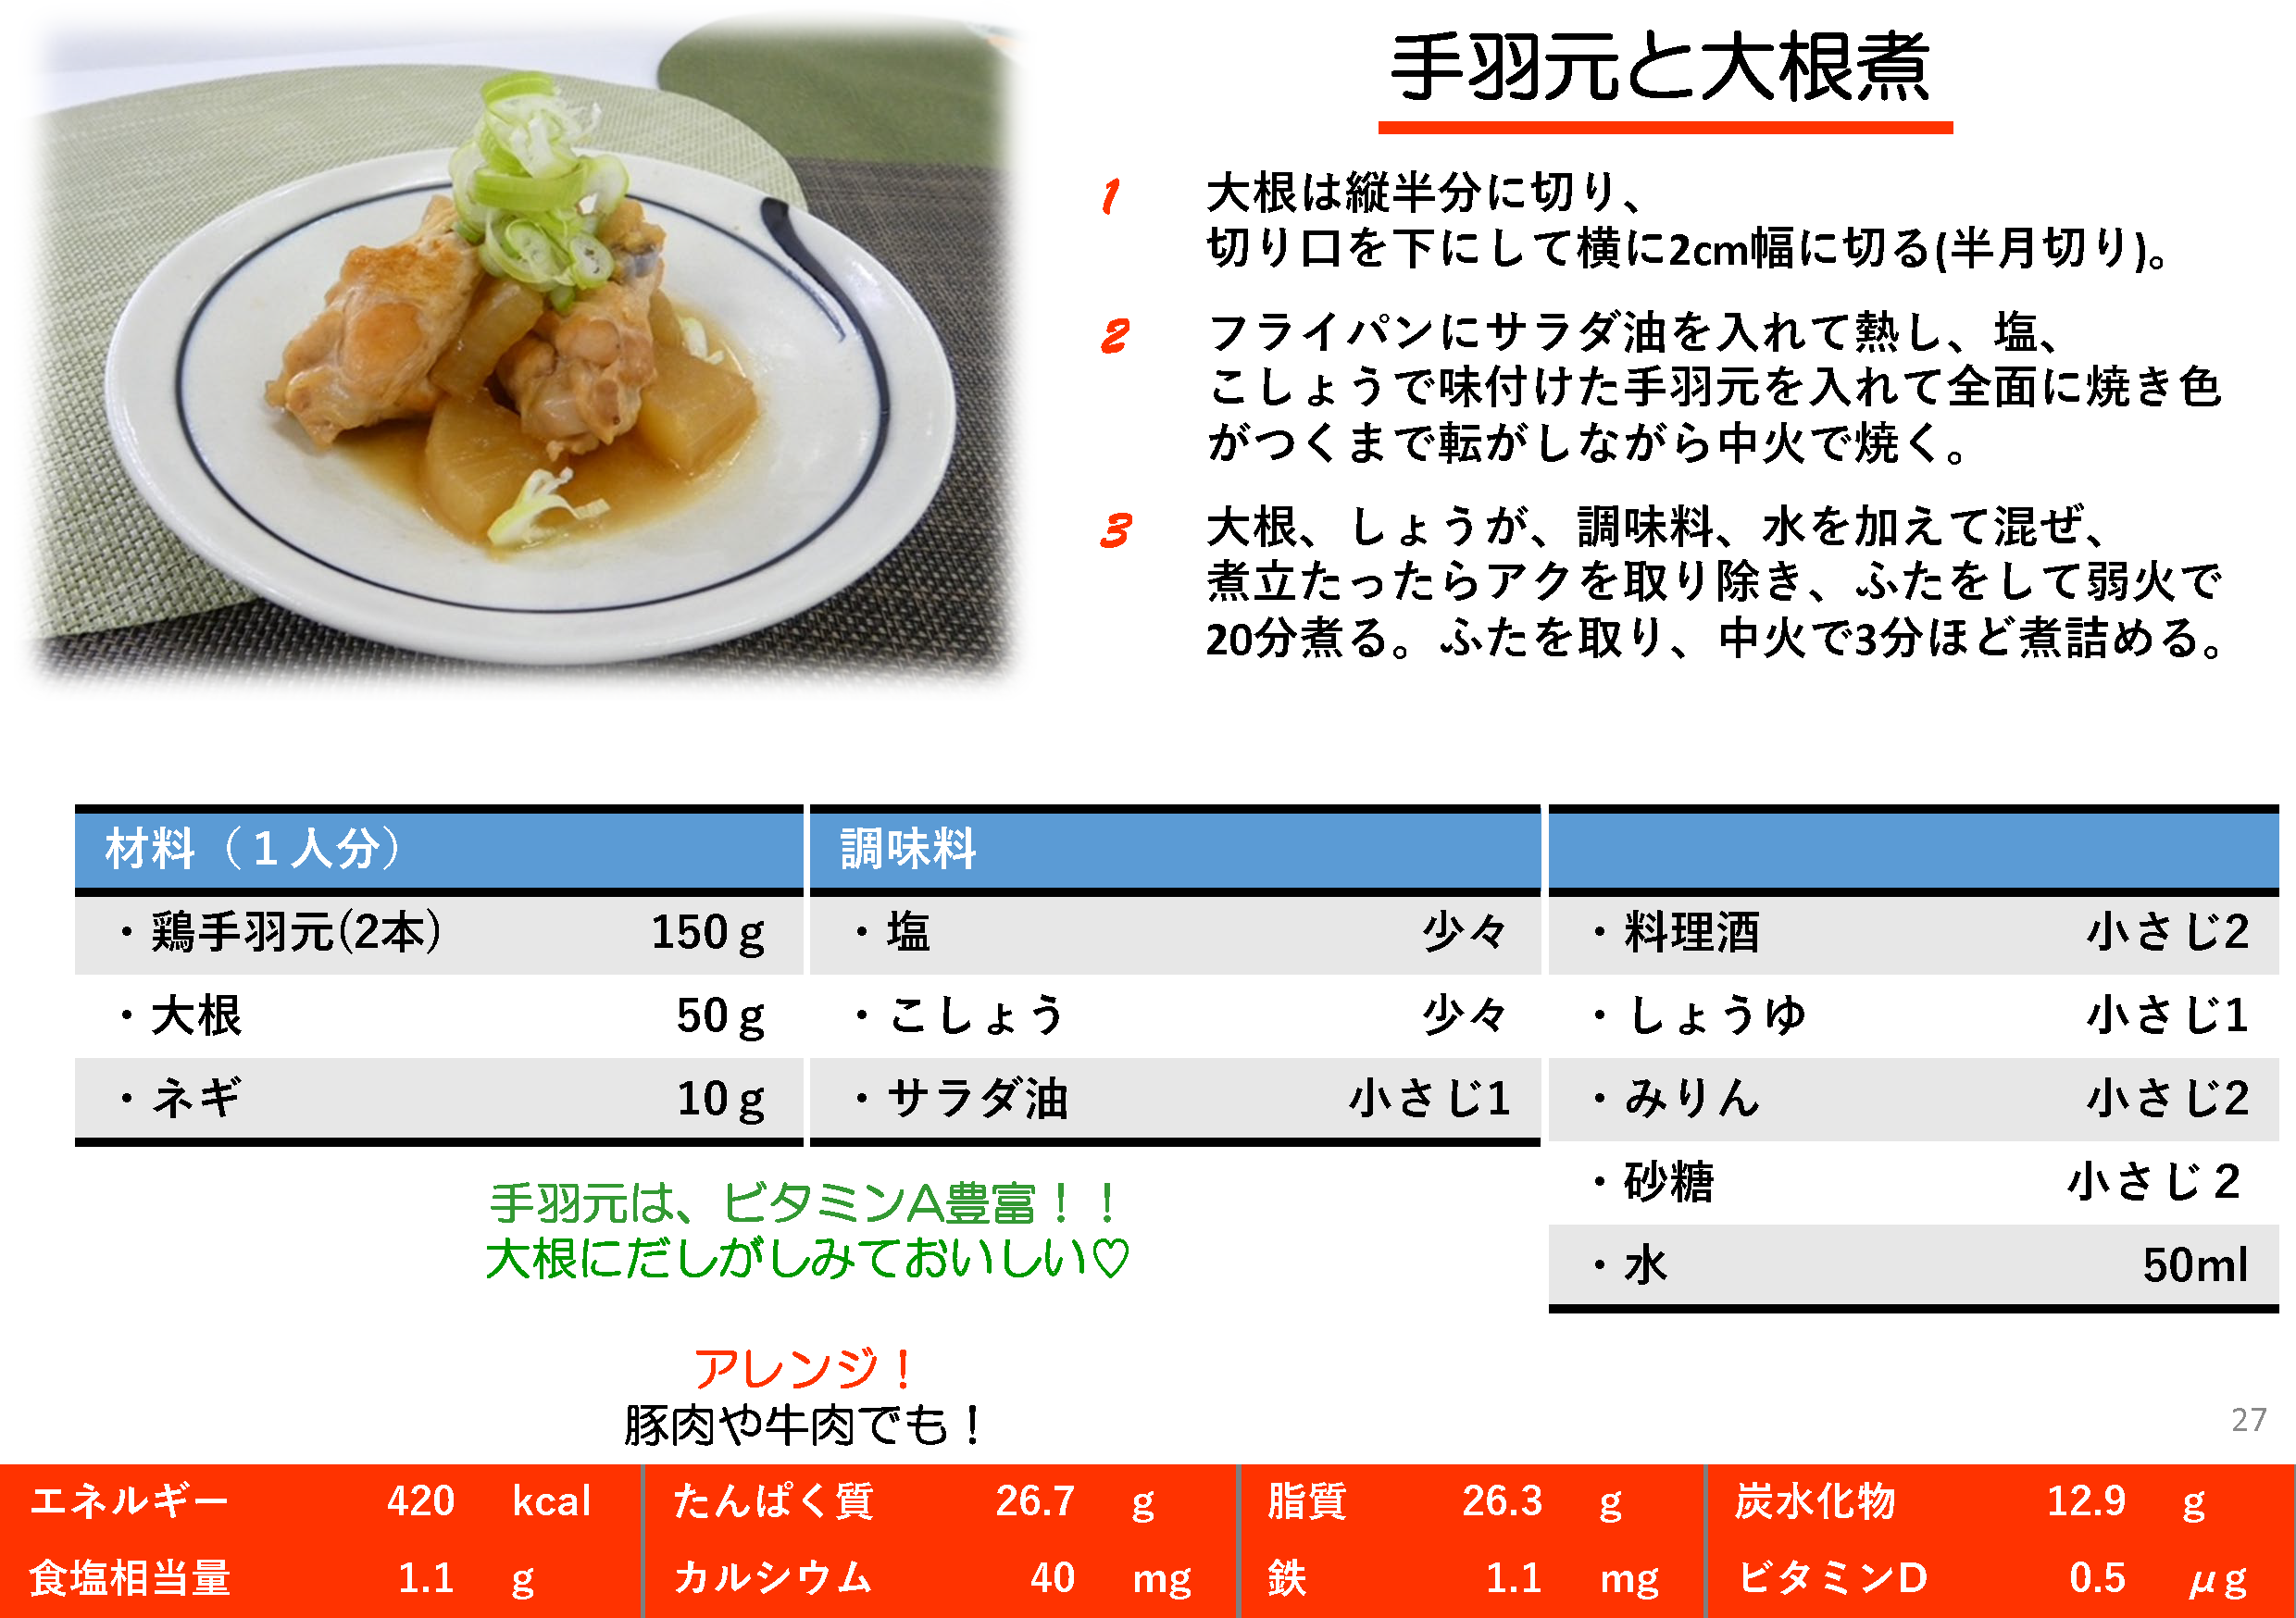 手羽元と大根煮
1 大根は縦半分に切り、
切り口を下にして横に2cm幅に切る(半月切り)。
2 フライパンにサラダ油を入れて熱し、塩、
こしょうで味付けた手羽元を入れて全面に焼き色
がつくまで転がしながら中火で焼く。
3 大根、しょうが、調味料、水を加えて混ぜ、
煮立たったらアクを取り除き、ふたをして弱火で
20分煮る。ふたを取り、中火で3分ほど煮詰める。
材料（１人分） 調味料
・鶏手羽元(2本) 150ｇ ・塩 少々 ・料理酒 小さじ2
・大根 50ｇ ・こしょう 少々 ・しょうゆ 小さじ1
・ネギ 10ｇ ・サラダ油 小さじ1 ・みりん 小さじ2
・砂糖 小さじ２
・水 50ml
手羽元は、ビタミンA豊富！！
大根にだしがしみておいしい♡
アレンジ！
豚肉や牛肉でも！
27
エネルギー 420 kcal たんぱく質 26.7 g 脂質 26.3 g 炭水化物 12.9 g
食塩相当量 1.1 g カルシウム 40 mg 鉄 1.1 mg ビタミンD 0.5 μg